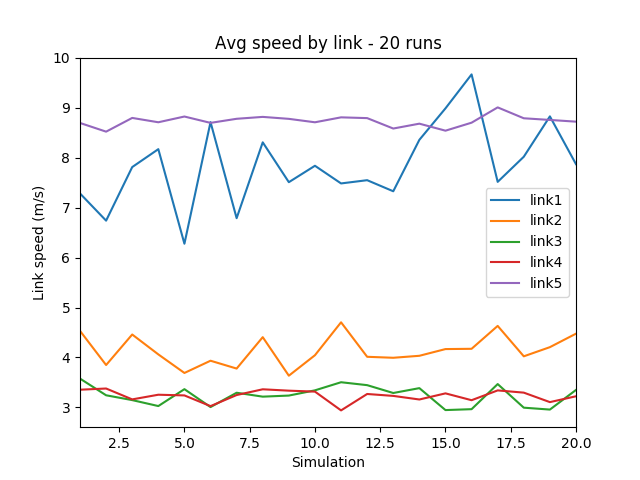 Avg speed by link - 20 runs
10
9
8
7
6
5
4
3
Link speed (m/s)
link1
link2
link3
link4
link5
2.5 5.0 7.5 10.0 12.5 15.0 17.5 20.0
Simulation